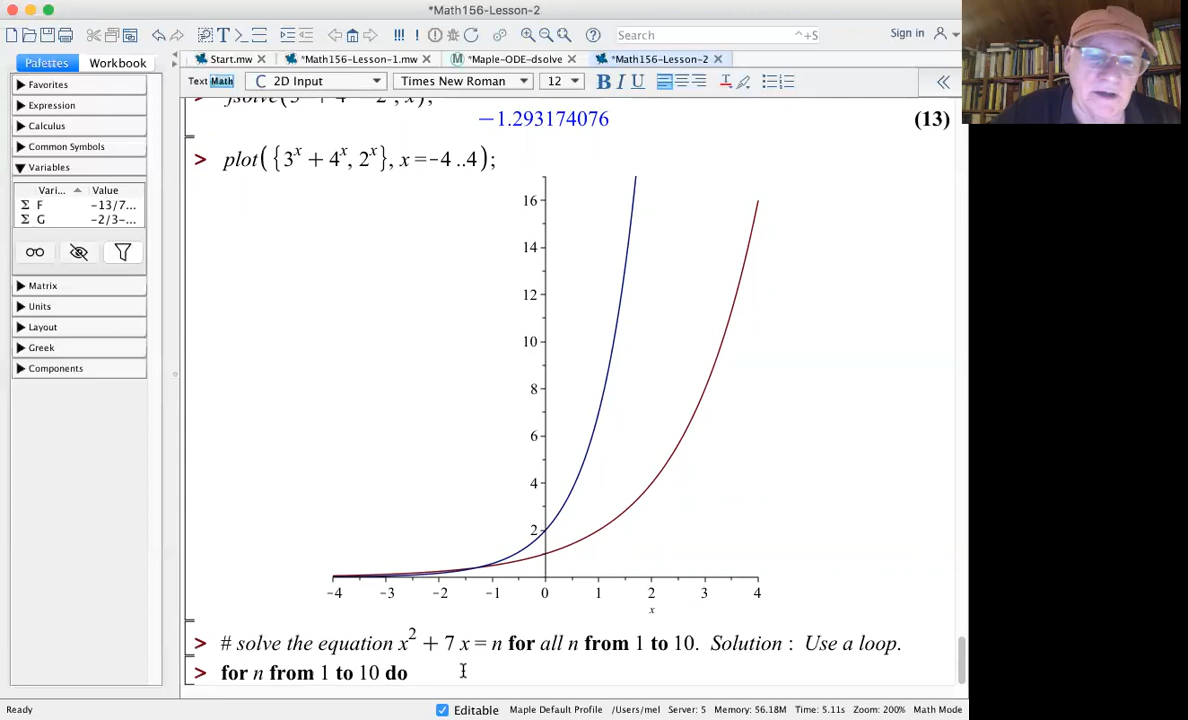 *Math156-Lesson-2
Search
^+S
Sign in
Start.mw
*Math156-Lesson-1.mw
*Maple-ODE-dsolve
*Math156-Lesson-2
Palettes
Workbook
Text
Math
C 2D Input
Times New Roman
12
B I U
Favorites
Expression
Calculus
Common Symbols
Variables
Vari... Value
Σ F -13/7...
Σ G -2/3-...
Matrix
Units
Layout
Greek
Components
−1.293174076
(13)
> plot({3^x + 4^x, 2^x}, x = −4 ..4);
16
14
12
10
8
6
4
2
−4 −3 −2 −1 0 1 2 3 4
x
> # solve the equation x^2 + 7 x = n for all n from 1 to 10. Solution : Use a loop.
> for n from 1 to 10 do
Ready
Editable
Maple Default Profile
/Users/mel
Server: 5
Memory: 56.18M
Time: 5.11s
Zoom: 200%
Math Mode